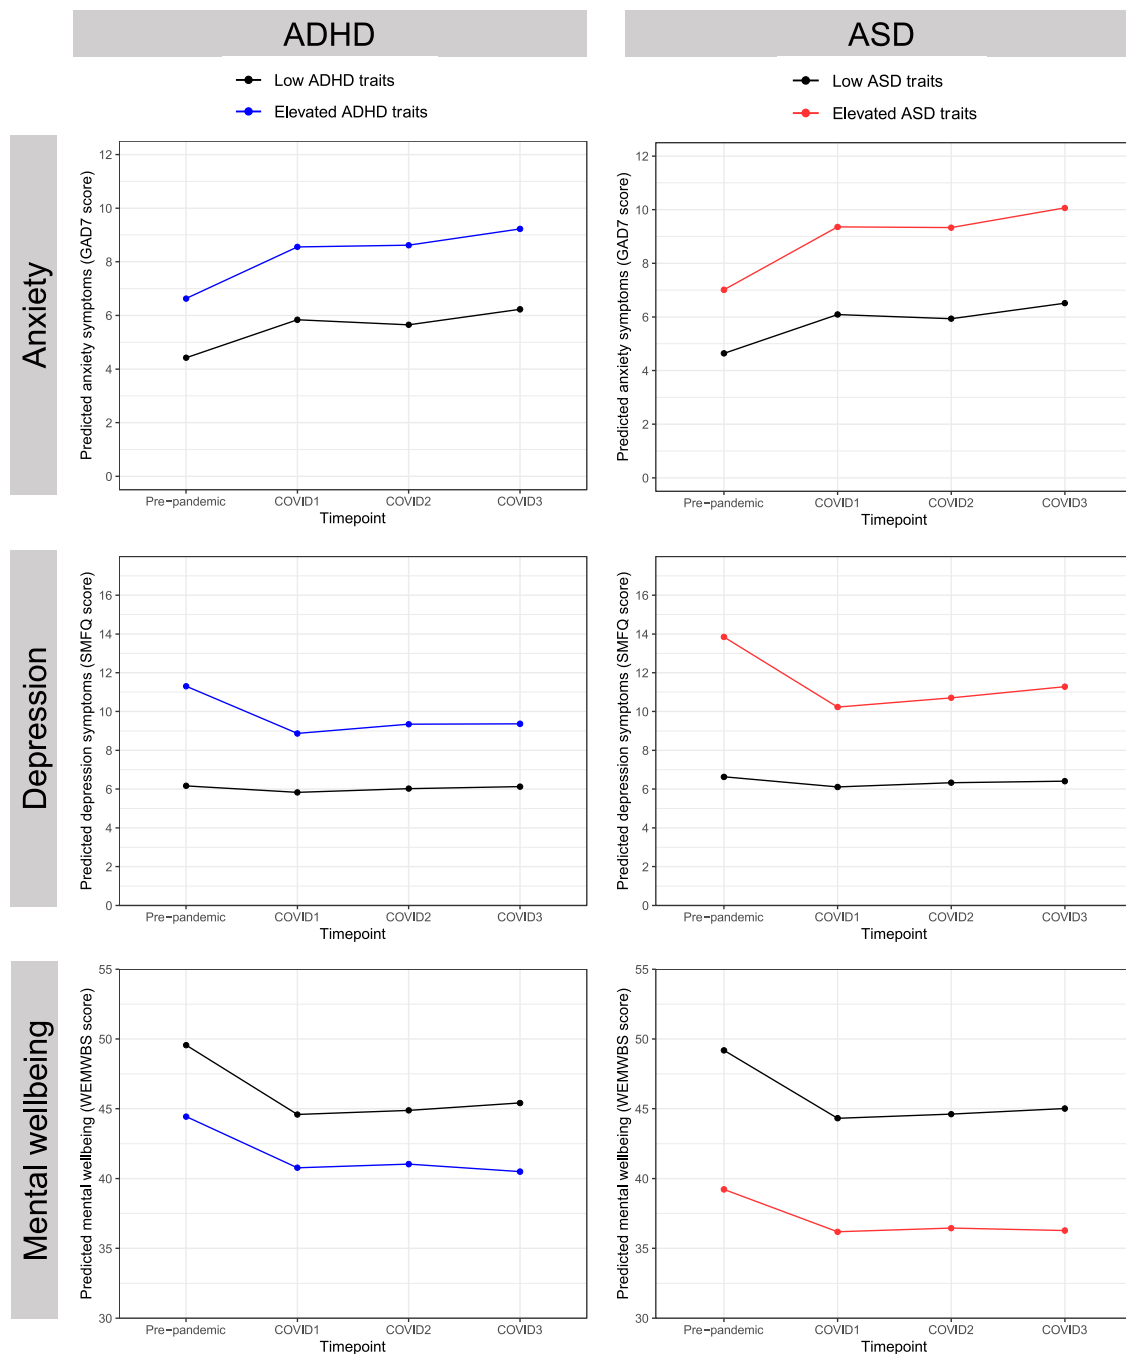 ADHD
ASD
Low ADHD traits
Elevated ADHD traits
Low ASD traits
Elevated ASD traits
Anxiety
Predicted anxiety symptoms (GAD7 score)
12
10
8
6
4
2
0
Pre−pandemic COVID1 COVID2 COVID3
Timepoint
Predicted anxiety symptoms (GAD7 score)
12
10
8
6
4
2
0
Pre−pandemic COVID1 COVID2 COVID3
Timepoint
Depression
Predicted depression symptoms (SMFQ score)
16
14
12
10
8
6
4
2
0
Pre−pandemic COVID1 COVID2 COVID3
Timepoint
Predicted depression symptoms (SMFQ score)
16
14
12
10
8
6
4
2
0
Pre−pandemic COVID1 COVID2 COVID3
Timepoint
Mental wellbeing
Predicted mental wellbeing (WEMWBS score)
55
50
45
40
35
30
Pre−pandemic COVID1 COVID2 COVID3
Timepoint
Predicted mental wellbeing (WEMWBS score)
55
50
45
40
35
30
Pre−pandemic COVID1 COVID2 COVID3
Timepoint